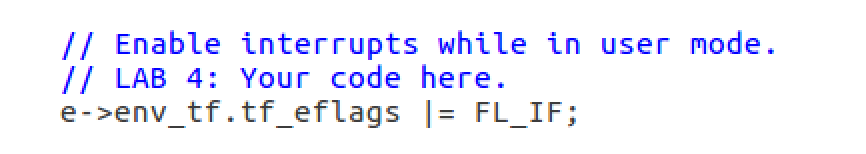 // Enable interrupts while in user mode.
// LAB 4: Your code here.
e->env_tf.tf_eflags |= FL_IF;